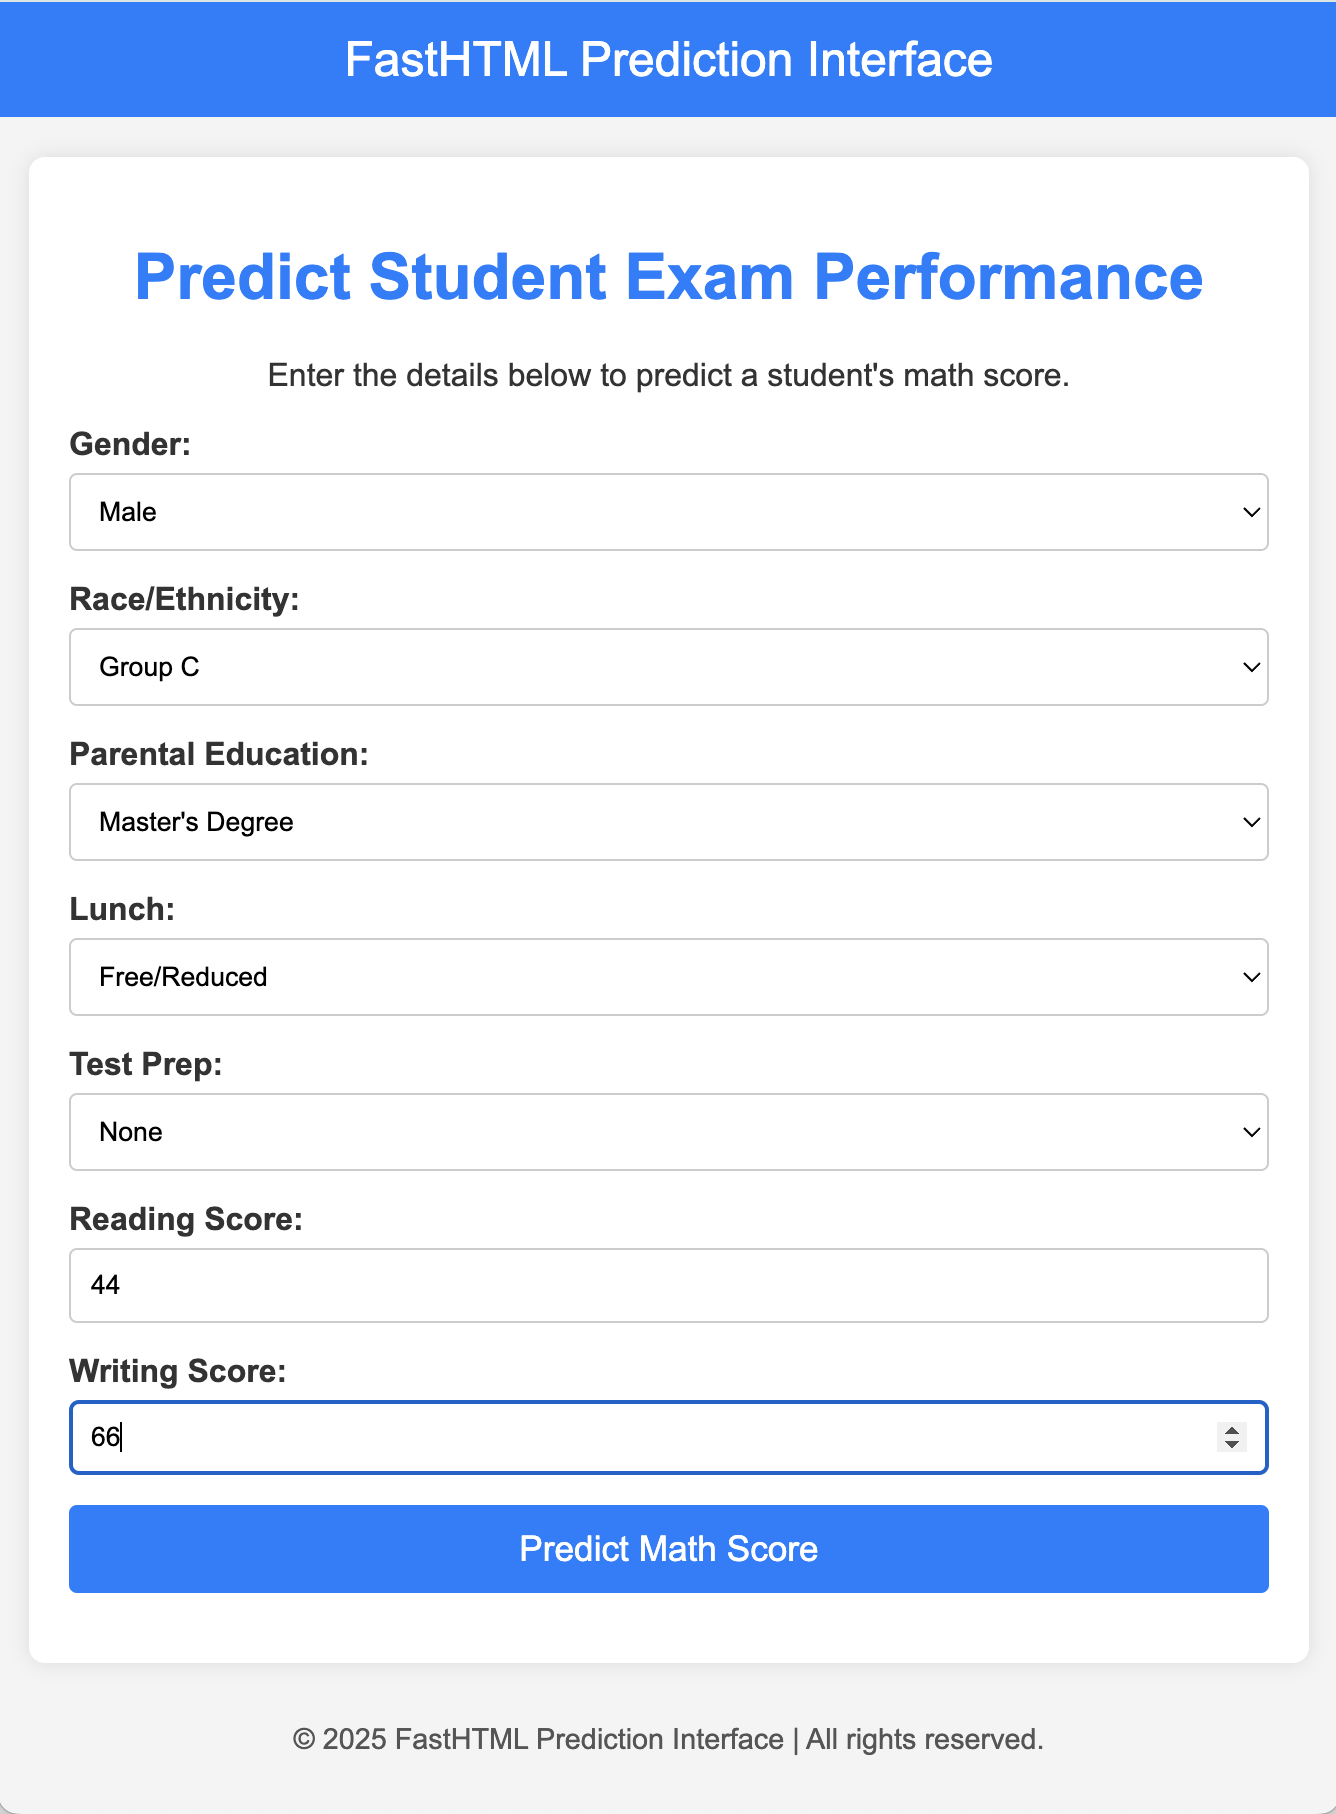 FastHTML Prediction Interface
Predict Student Exam Performance
Enter the details below to predict a student's math score.
Gender:
Male
Race/Ethnicity:
Group C
Parental Education:
Master's Degree
Lunch:
Free/Reduced
Test Prep:
None
Reading Score:
44
Writing Score:
66
Predict Math Score
© 2025 FastHTML Prediction Interface | All rights reserved.